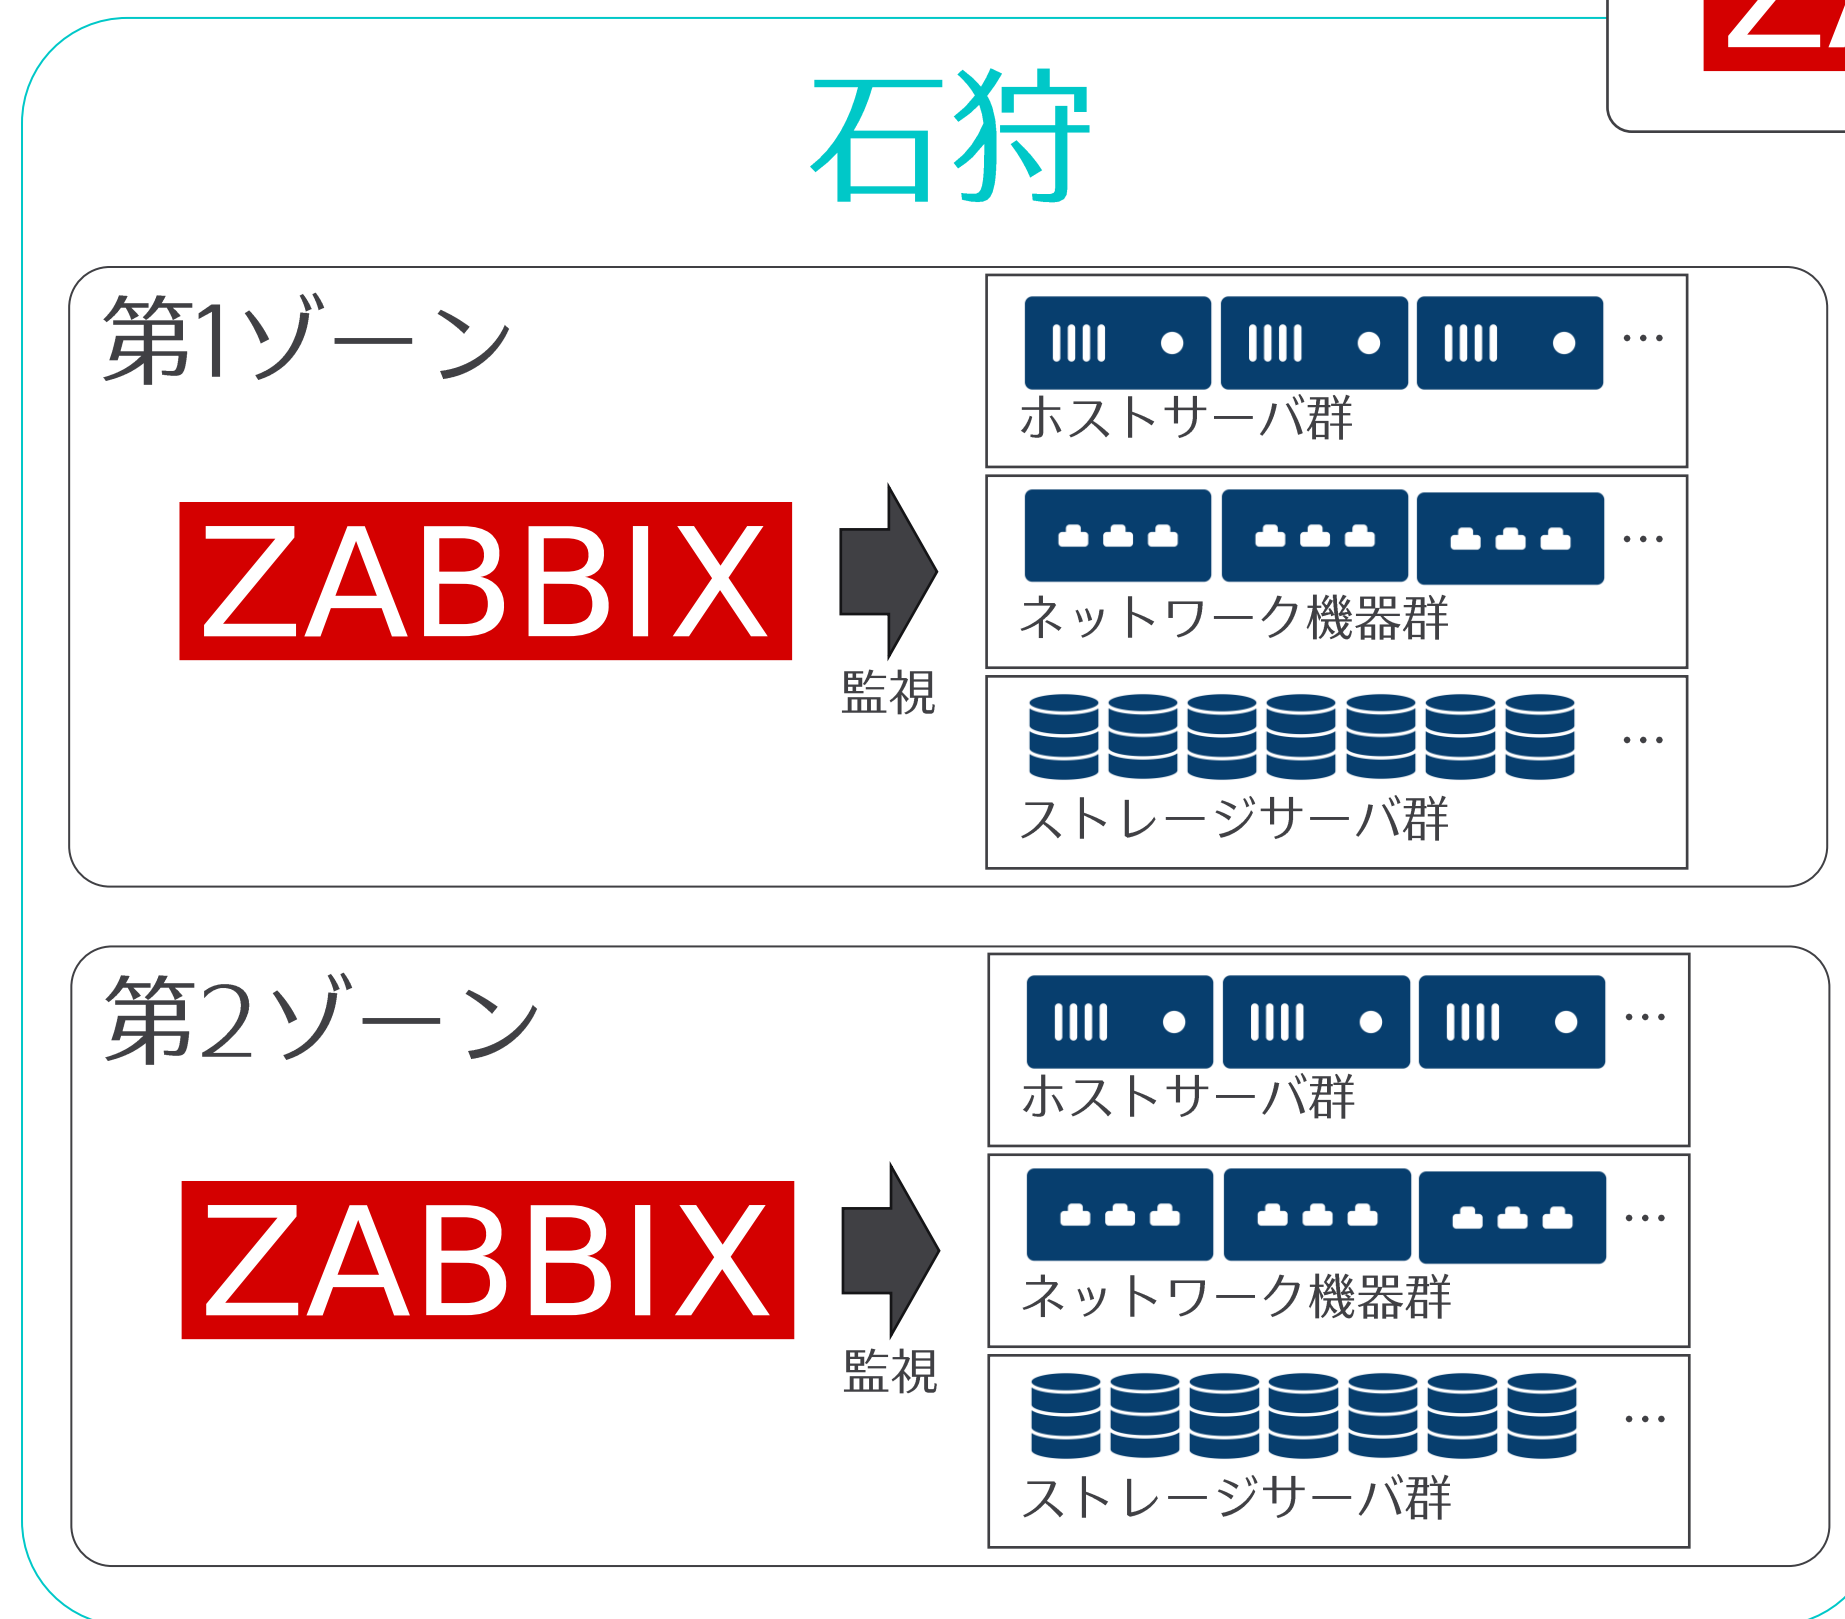 石狩
第1ゾーン
…
ホストサーバ群
ZABBIX
監視
…
ネットワーク機器群
…
ストレージサーバ群
第2ゾーン
…
ホストサーバ群
ZABBIX
監視
…
ネットワーク機器群
…
ストレージサーバ群